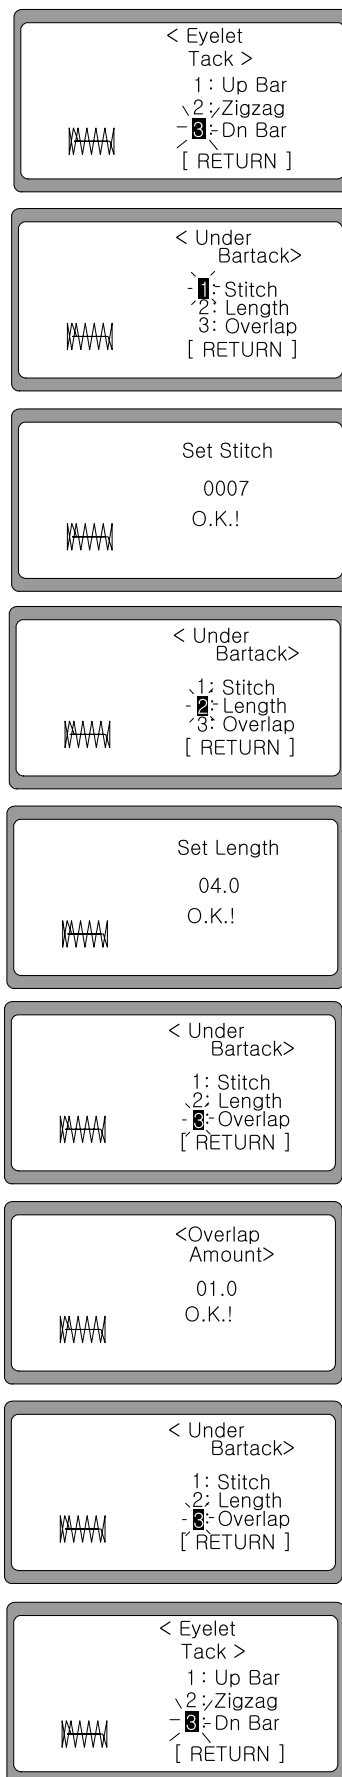 < Eyelet
Tack >
1: Up Bar
2: Zigzag
3: Dn Bar
[ RETURN ]
< Under
Bartack>
1: Stitch
2: Length
3: Overlap
[ RETURN ]
Set Stitch
0007
O.K.!
< Under
Bartack>
1: Stitch
2: Length
3: Overlap
[ RETURN ]
Set Length
04.0
O.K.!
< Under
Bartack>
1: Stitch
2: Length
3: Overlap
[ RETURN ]
<Overlap
Amount>
01.0
O.K.!
< Under
Bartack>
1: Stitch
2: Length
3: Overlap
[ RETURN ]
< Eyelet
Tack >
1: Up Bar
2: Zigzag
3: Dn Bar
[ RETURN ]